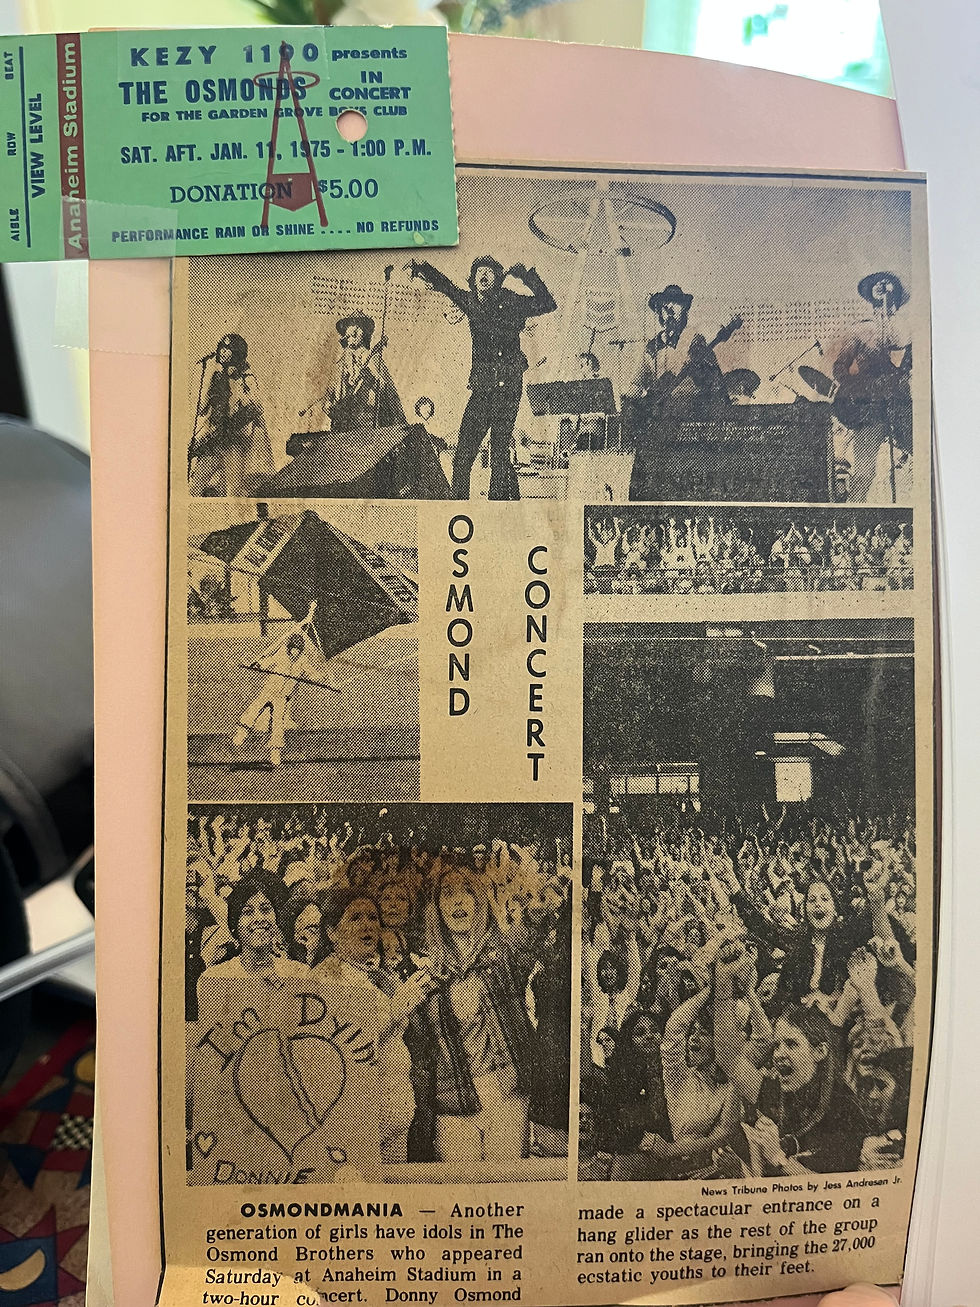 AISLE ROW BEAT
VIEW LEVEL
Anaheim Stadium
KEZY 1190 presents
THE OSMONDS IN CONCERT
FOR THE GARDEN GROVE BOYS CLUB
SAT. AFT. JAN. 11, 1975 - 1:00 P.M.
DONATION $5.00
PERFORMANCE RAIN OR SHINE .... NO REFUNDS
OSMOND
CONCERT
I'm Dyin
DONNIE
News Tribune Photos by Jess Andresen Jr.
OSMONDMANIA — Another
generation of girls have idols in The
Osmond Brothers who appeared
Saturday at Anaheim Stadium in a
two-hour concert. Donny Osmond
made a spectacular entrance on a
hang glider as the rest of the group
ran onto the stage, bringing the 27,000
ecstatic youths to their feet.